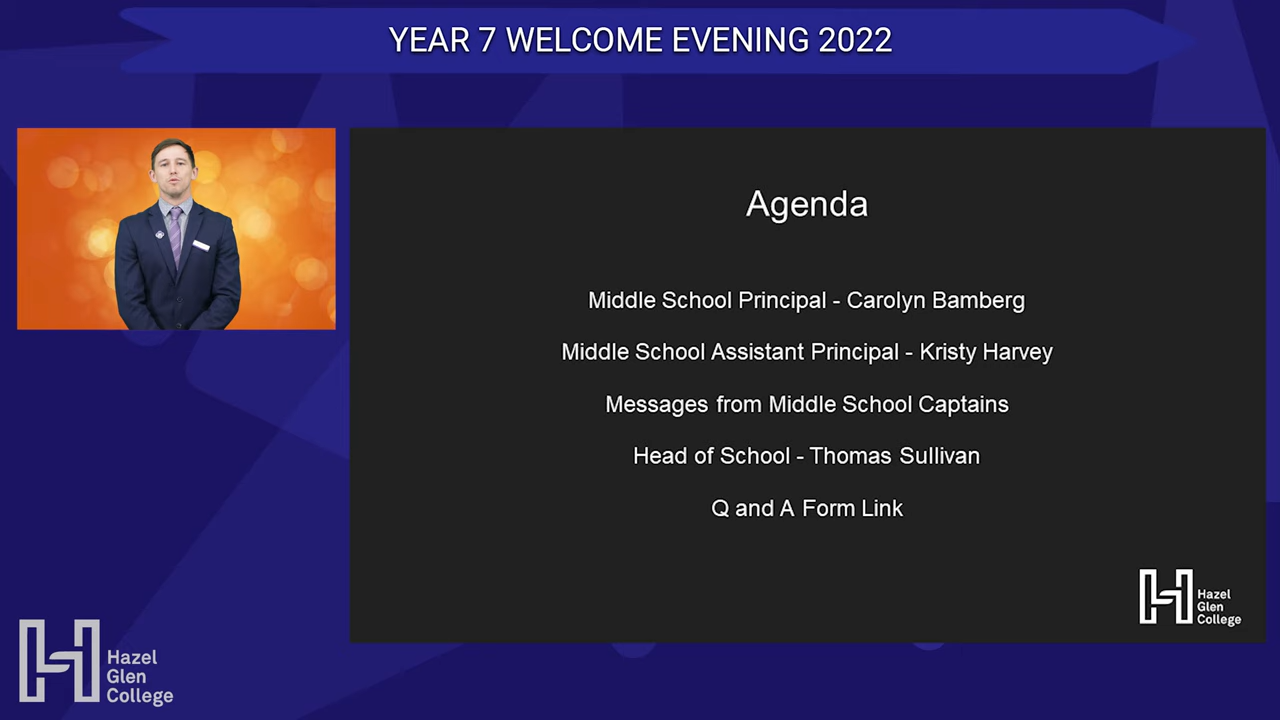 YEAR 7 WELCOME EVENING 2022
Agenda
Middle School Principal - Carolyn Bamberg
Middle School Assistant Principal - Kristy Harvey
Messages from Middle School Captains
Head of School - Thomas Sullivan
Q and A Form Link
Hazel
Glen
College
Hazel
Glen
College